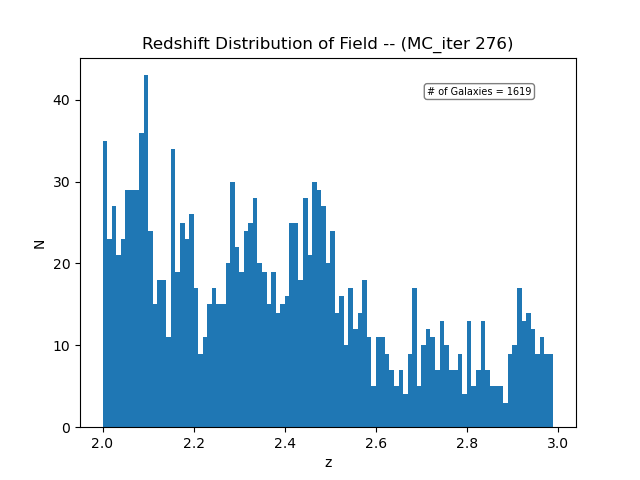 Redshift Distribution of Field -- (MC_iter 276)
# of Galaxies = 1619
40
30
20
10
0
N
2.0 2.2 2.4 2.6 2.8 3.0
z